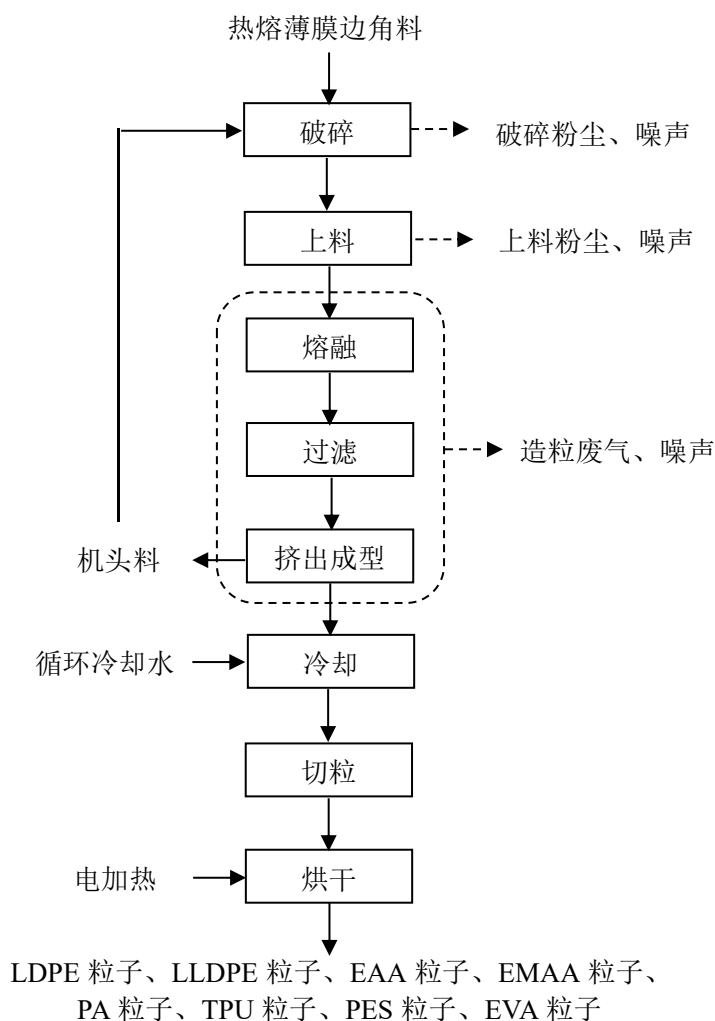 热熔薄膜边角料
破碎
破碎粉尘、噪声
上料
上料粉尘、噪声
熔融
过滤
造粒废气、噪声
机头料
挤出成型
循环冷却水
冷却
切粒
电加热
烘干
LDPE 粒子、LLDPE 粒子、EAA 粒子、EMAA 粒子、
PA 粒子、TPU 粒子、PES 粒子、EVA 粒子